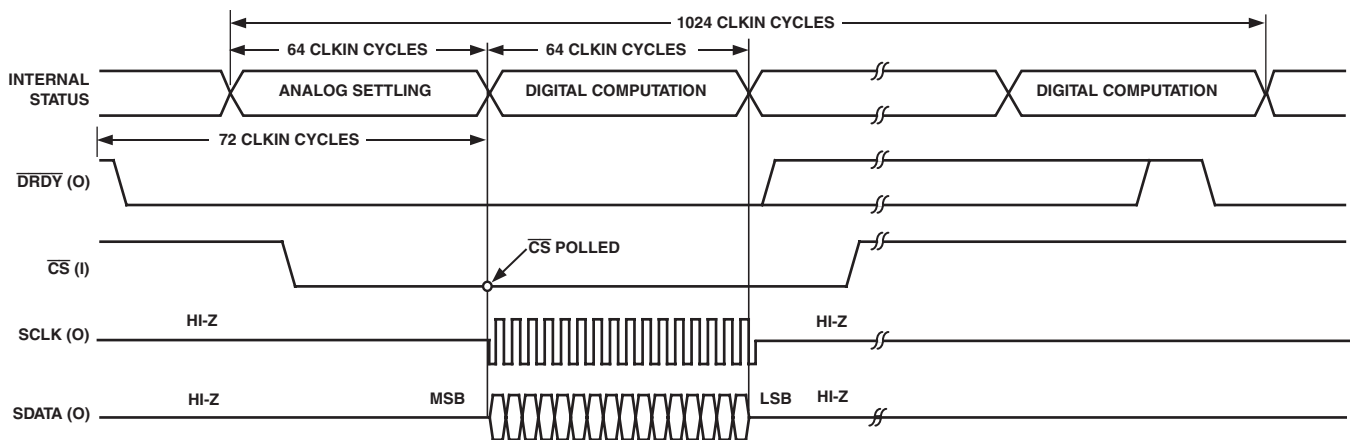 1024 CLKIN CYCLES
64 CLKIN CYCLES 64 CLKIN CYCLES
INTERNAL
STATUS
ANALOG SETTLING DIGITAL COMPUTATION DIGITAL COMPUTATION
72 CLKIN CYCLES
DRDY (O)
CS POLLED
CS (I)
HI-Z HI-Z
SCLK (O)
HI-Z MSB LSB HI-Z
SDATA (O)